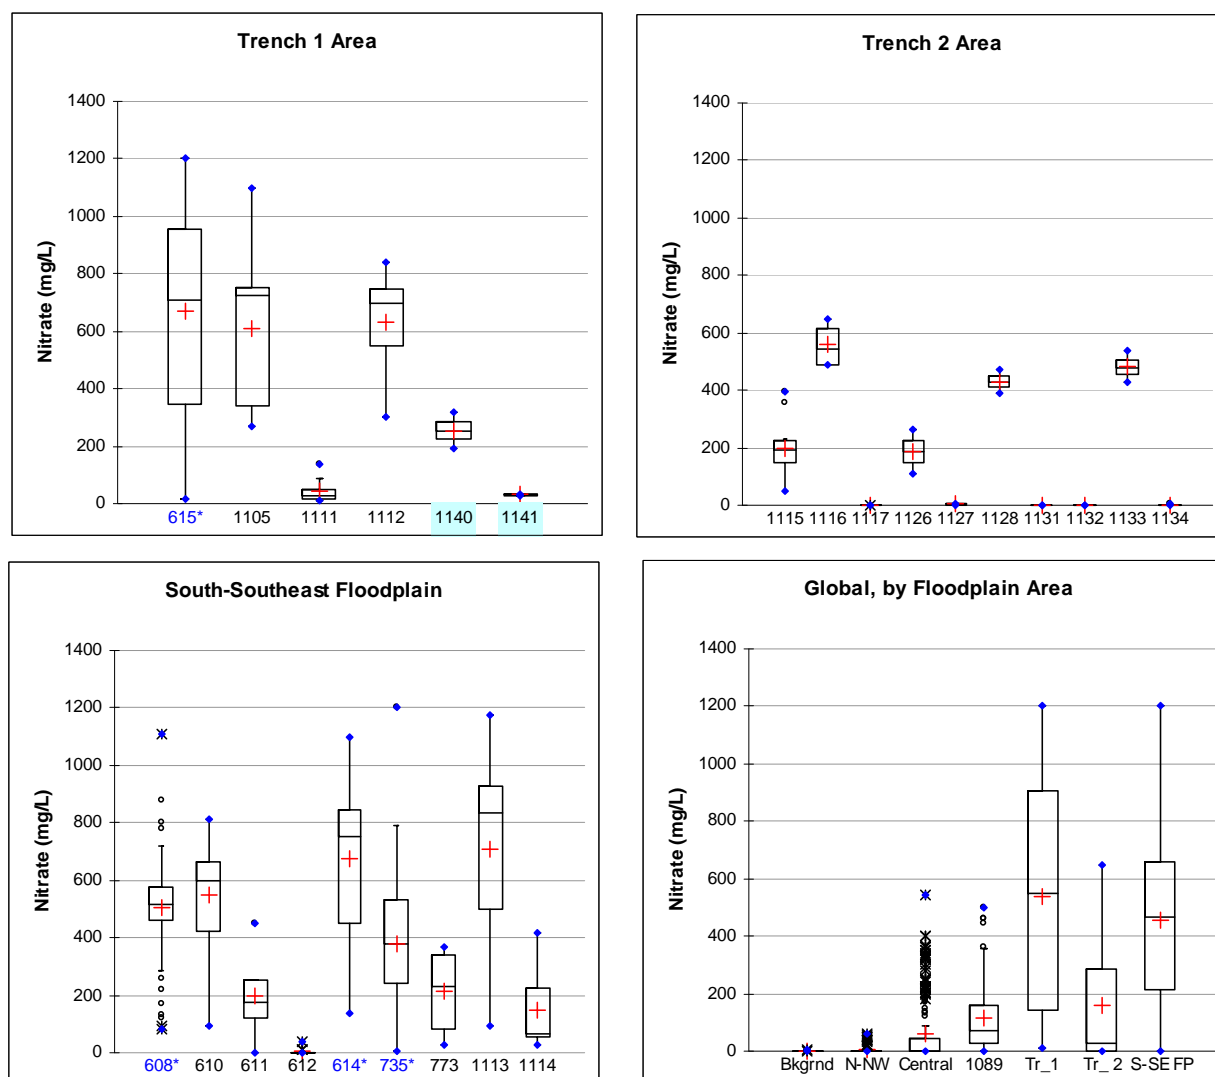 Trench 1 Area
Nitrate (mg/L)
1400
1200
1000
800
600
400
200
0
615* 1105 1111 1112 1140 1141
Trench 2 Area
Nitrate (mg/L)
1400
1200
1000
800
600
400
200
0
1115 1116 1117 1126 1127 1128 1131 1132 1133 1134
South-Southeast Floodplain
Nitrate (mg/L)
1400
1200
1000
800
600
400
200
0
608* 610 611 612 614* 735* 773 1113 1114
Global, by Floodplain Area
Nitrate (mg/L)
1400
1200
1000
800
600
400
200
0
Bkgrnd N-NW Central 1089 Tr_1 Tr_2 S-SE FP